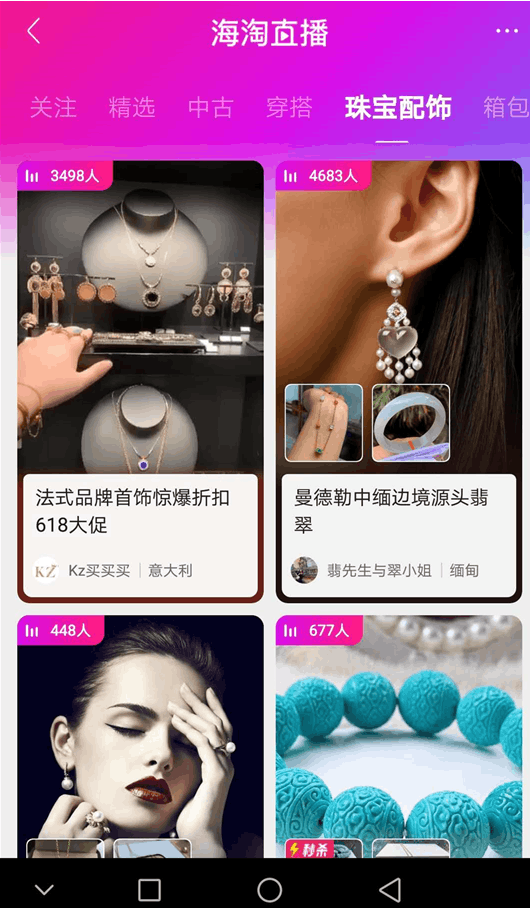 海淘直播
关注 精选 中古 穿搭 珠宝配饰 箱包
3498人
4683人
法式品牌首饰惊爆折扣
618大促
KZ Kz买买买 意大利
曼德勒中缅边境源头翡
翠
翡先生与翠小姐 缅甸
448人
677人
秒杀